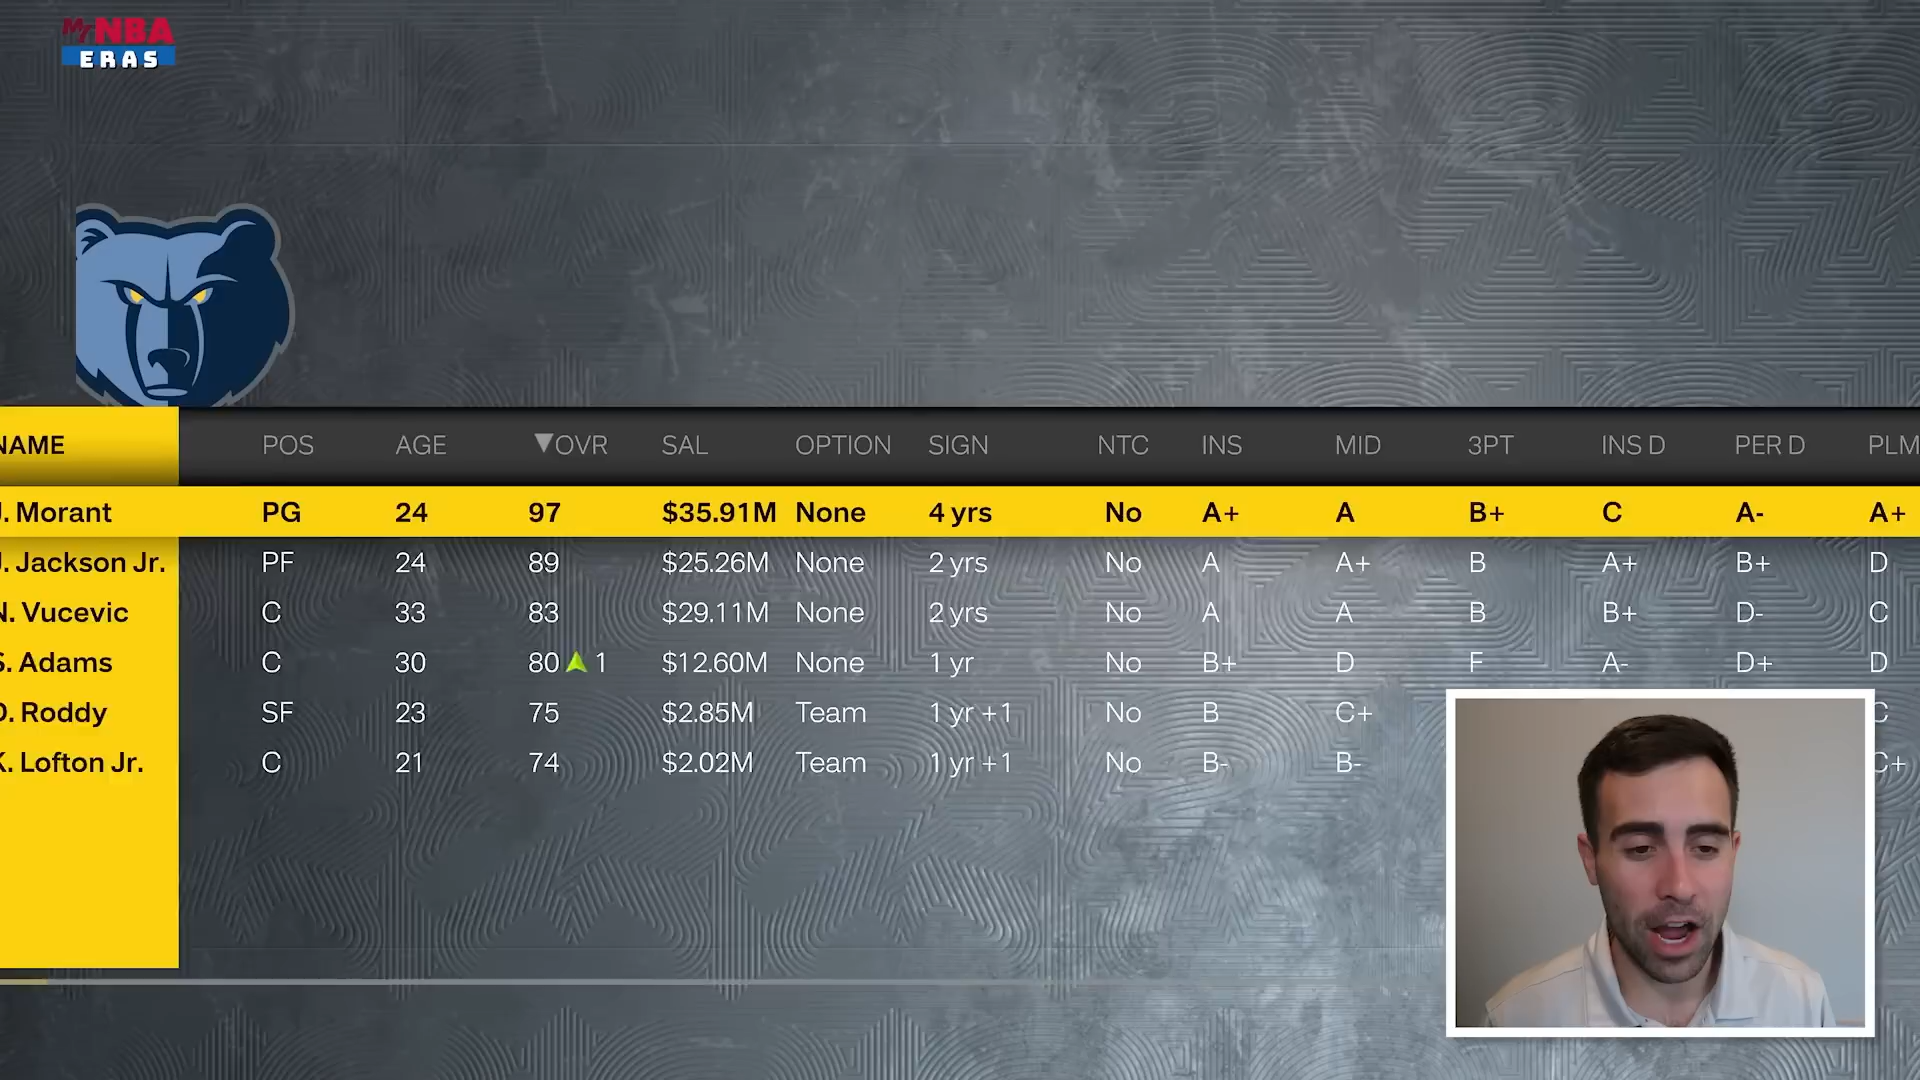 MyNBA
ERAS
NAME POS AGE ▼OVR SAL OPTION SIGN NTC INS MID 3PT INS D PER D PLM
J. Morant PG 24 97 $35.91M None 4 yrs No A+ A B+ C A- A+
J. Jackson Jr. PF 24 89 $25.26M None 2 yrs No A A+ B A+ B+ D
N. Vucevic C 33 83 $29.11M None 2 yrs No A A B B+ D- C
S. Adams C 30 80 ▲ 1 $12.60M None 1 yr No B+ D F A- D+ D
D. Roddy SF 23 75 $2.85M Team 1 yr +1 No B C+ C
K. Lofton Jr. C 21 74 $2.02M Team 1 yr +1 No B- B- C+